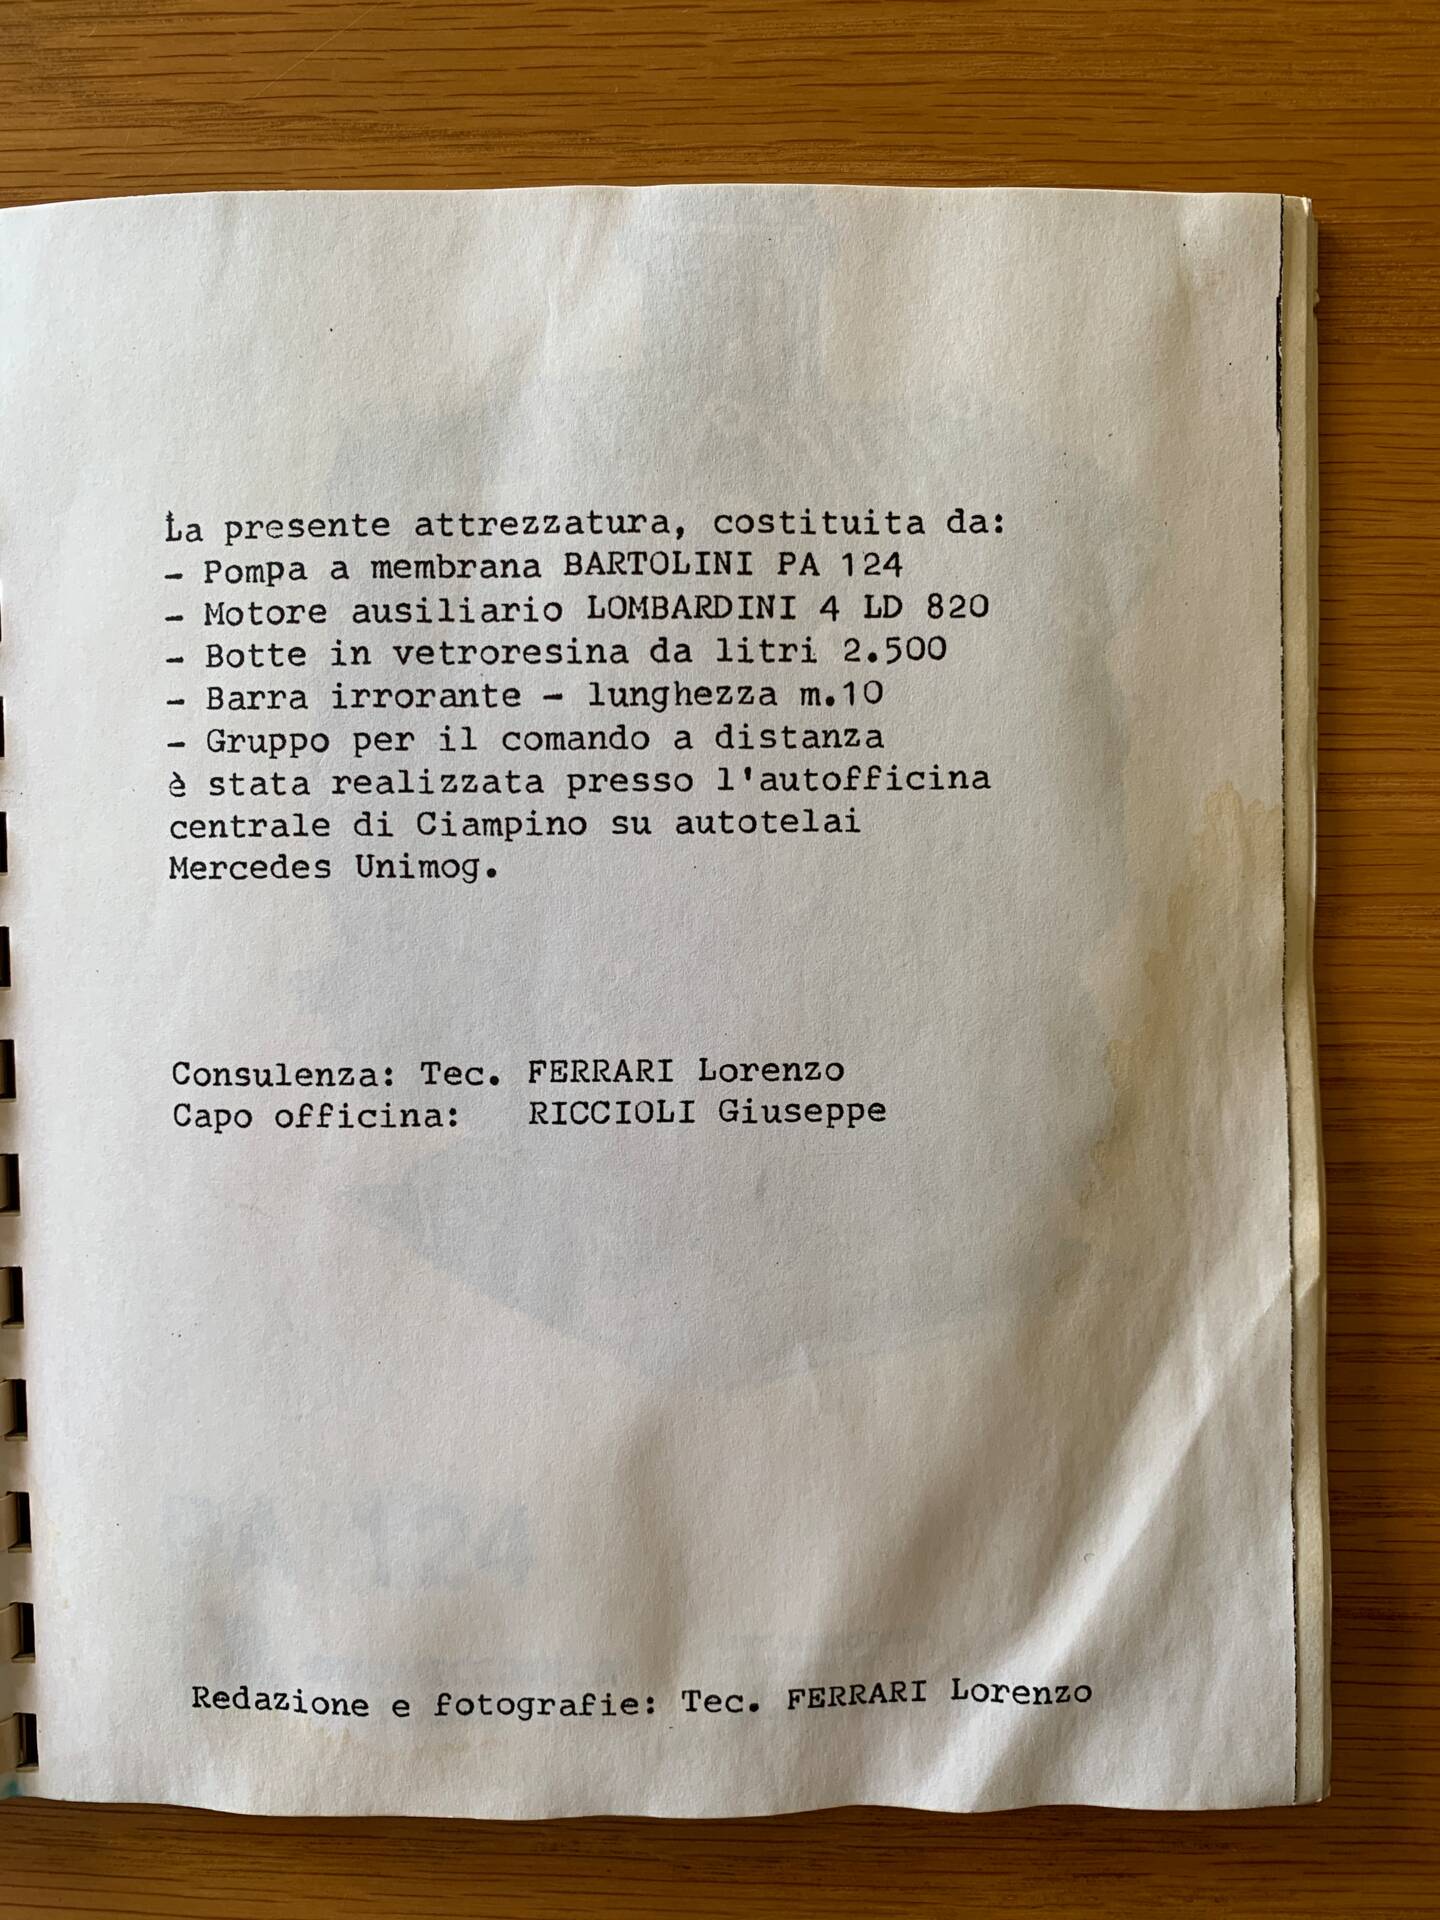 La presente attrezzatura, costituita da:
- Pompa a membrana BARTOLINI PA 124
- Motore ausiliario LOMBARDINI 4 LD 820
- Botte in vetroresina da litri 2.500
- Barra irrorante - lunghezza m.10
- Gruppo per il comando a distanza
è stata realizzata presso l'autofficina
centrale di Ciampino su autotelai
Mercedes Unimog.
Consulenza: Tec. FERRARI Lorenzo
Capo officina: RICCIOLI Giuseppe
Redazione e fotografie: Tec. FERRARI Lorenzo